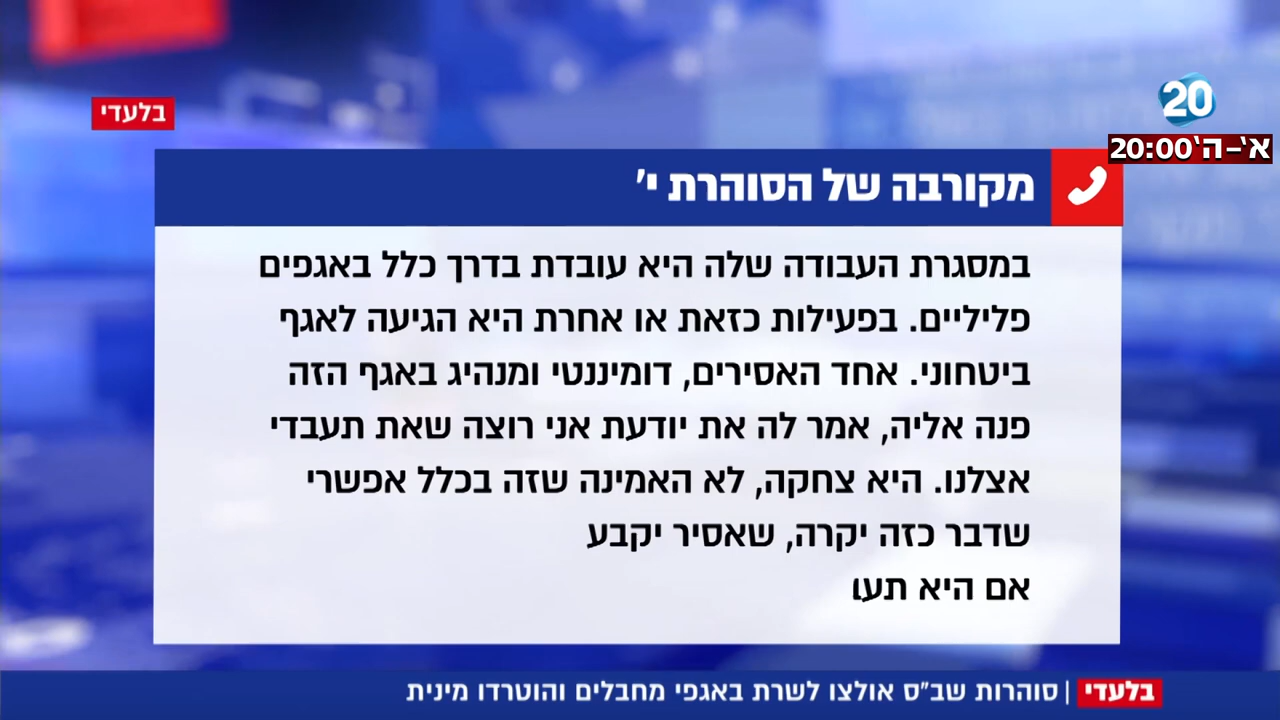 בלעדי
20
א'-ה' 20:00
מקורבה של הסוהרת י'
במסגרת העבודה שלה היא עובדת בדרך כלל באגפים
פליליים. בפעילות כזאת או אחרת היא הגיעה לאגף
ביטחוני. אחד האסירים, דומיננטי ומנהיג באגף הזה
פנה אליה, אמר לה את יודעת אני רוצה שאת תעבדי
אצלנו. היא צחקה, לא האמינה שזה בכלל אפשרי
שדבר כזה יקרה, שאסיר יקבע
אם היא
בלעדי | סוהרות שב"ס אולצו לשרת באגפי מחבלים והוטרדו מינית